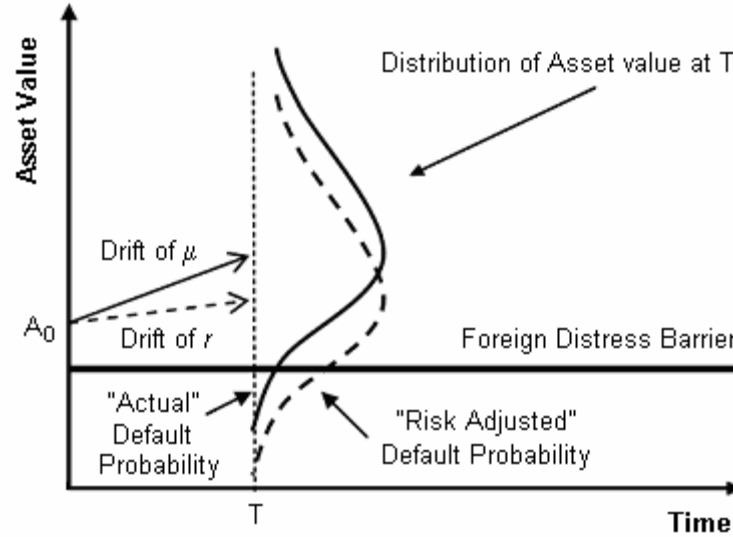 Asset Value
Distribution of Asset value at T
Drift of μ
A0
Drift of r
Foreign Distress Barrier
"Actual"
Default
Probability
"Risk Adjusted"
Default Probability
T
Time